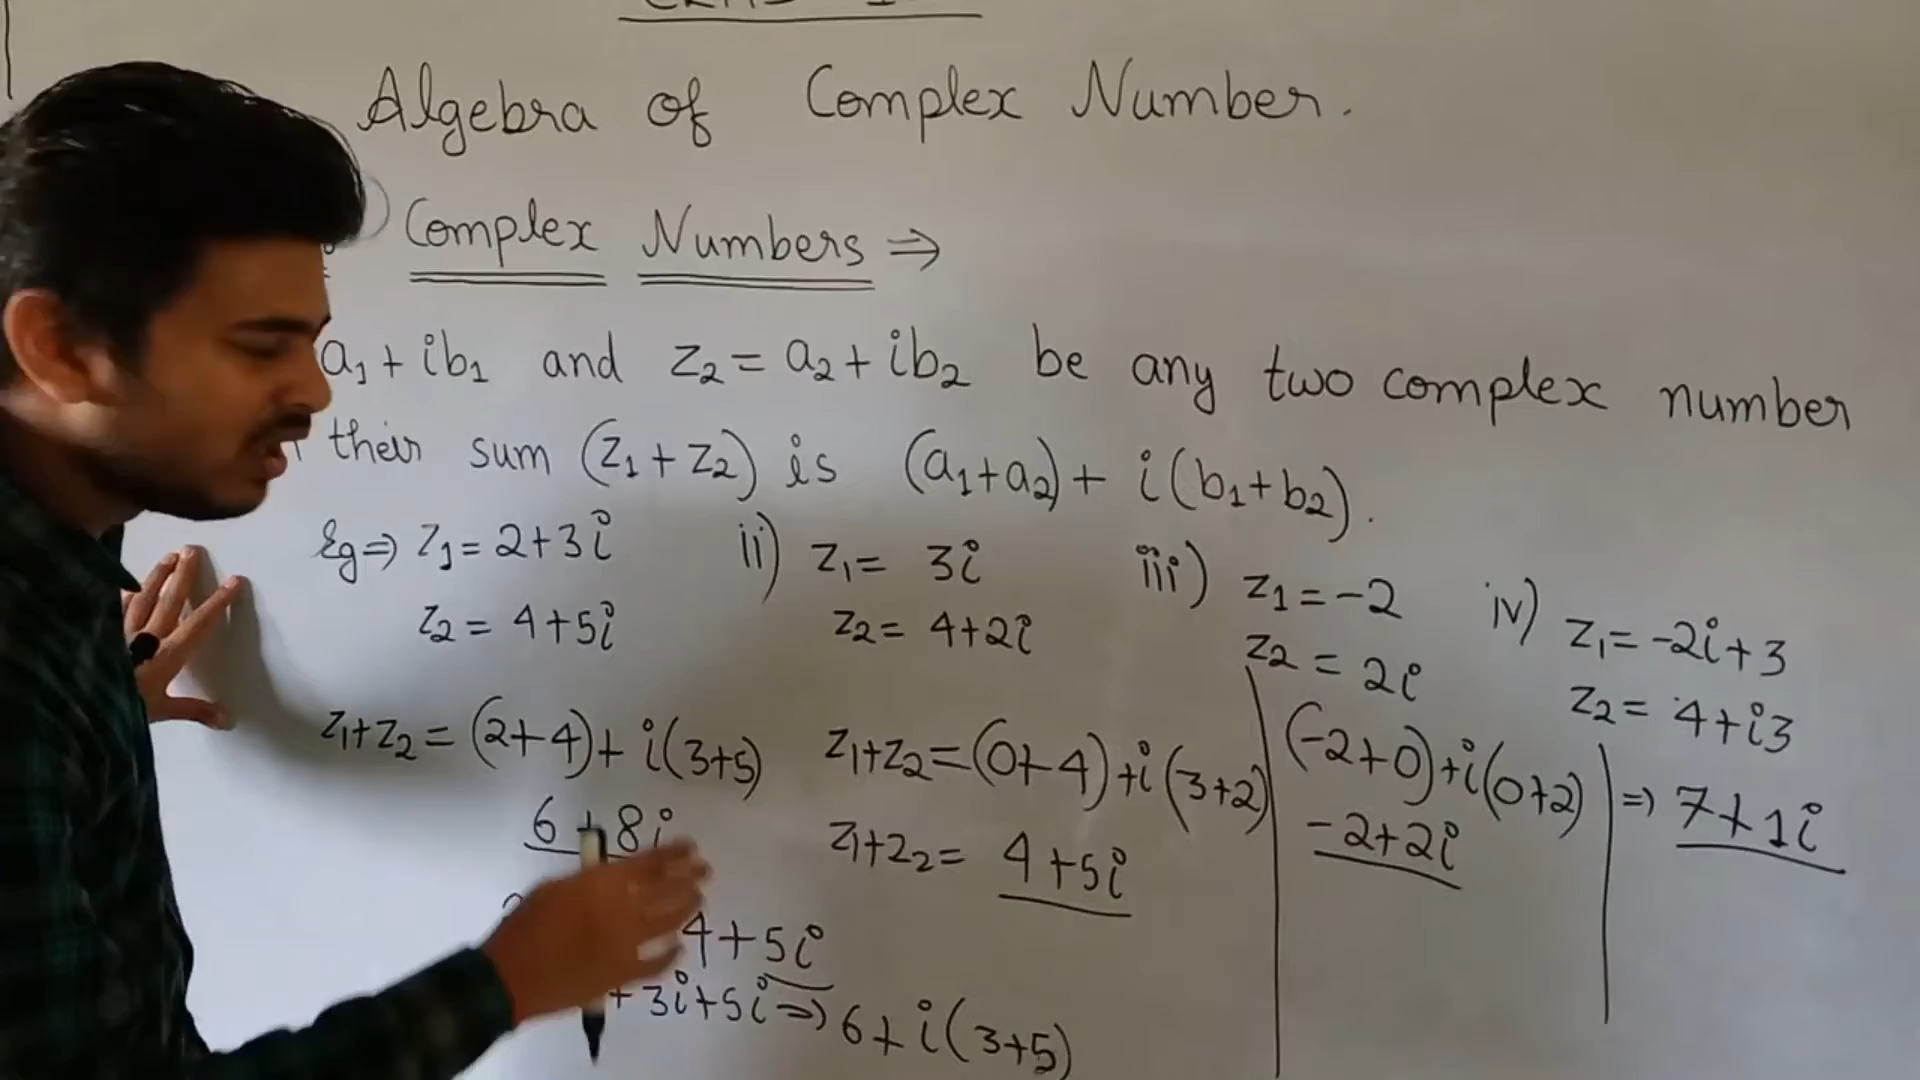 Algebra of Complex Number.
Complex Numbers ⇒
a₁ + ib₁ and z₂ = a₂ + ib₂ be any two complex number
their sum (z₁ + z₂) is (a₁+a₂) + i(b₁+b₂).
Eg ⇒ z₁ = 2+3i
z₂ = 4+5i
z₁+z₂ = (2+4) + i(3+5)
6+8i
4+5i
+ 3i+5i ⇒ 6 + i(3+5)
ii) z₁ = 3i
z₂ = 4+2i
z₁+z₂ = (0+4) + i(3+2)
z₁+z₂ = 4+5i
iii) z₁ = -2
z₂ = 2i
(-2+0) + i(0+2)
-2+2i
iv) z₁ = -2i+3
z₂ = 4+i3
⇒ 7+1i